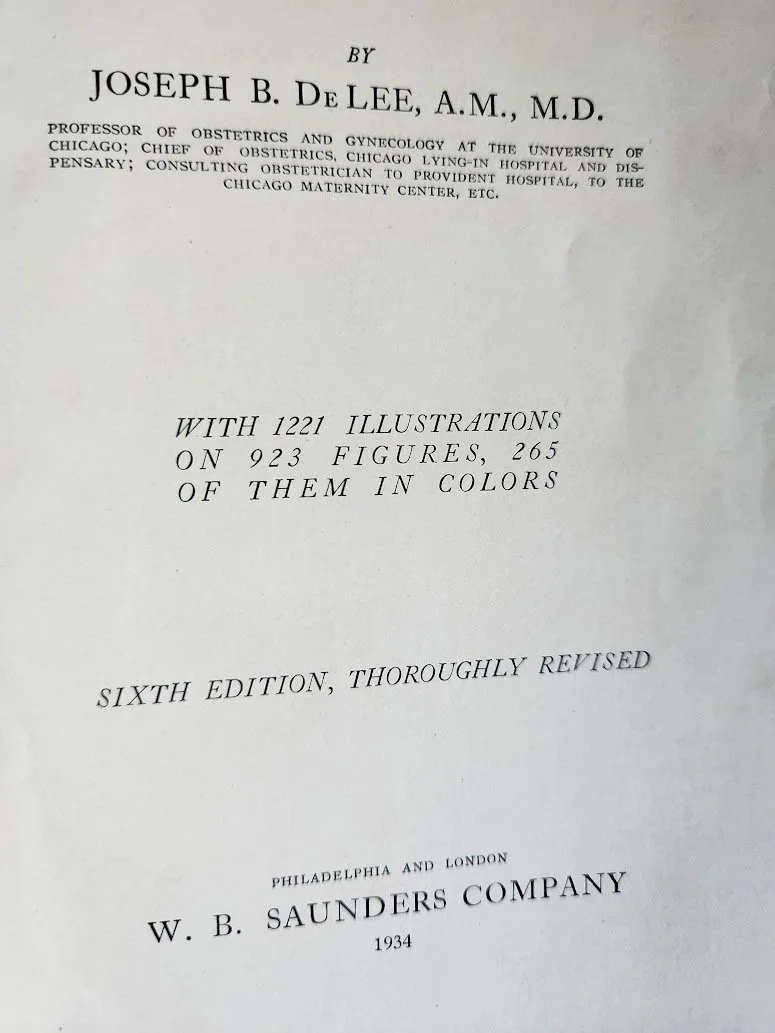 BY
JOSEPH B. DE LEE, A.M., M.D.
PROFESSOR OF OBSTETRICS AND GYNECOLOGY AT THE UNIVERSITY OF
CHICAGO; CHIEF OF OBSTETRICS, CHICAGO LYING-IN HOSPITAL AND DIS-
PENSARY; CONSULTING OBSTETRICIAN TO PROVIDENT HOSPITAL, TO THE
CHICAGO MATERNITY CENTER, ETC.
WITH 1221 ILLUSTRATIONS
ON 923 FIGURES, 265
OF THEM IN COLORS
SIXTH EDITION, THOROUGHLY REVISED
PHILADELPHIA AND LONDON
W. B. SAUNDERS COMPANY
1934